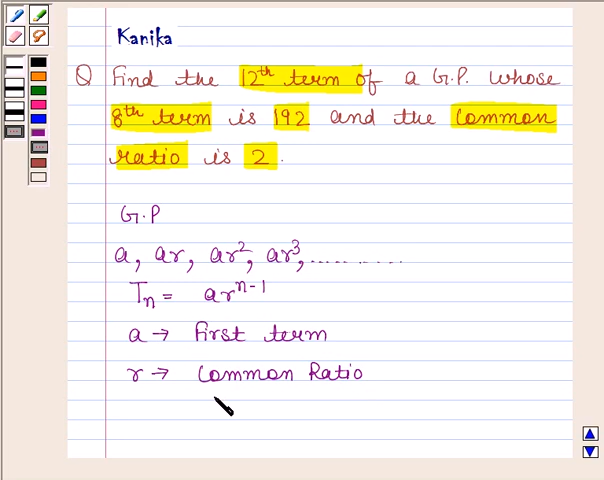 Kanika
Q Find the 12th term of a G.P. whose
8th term is 192 and the common
ratio is 2.
G.P
a, ar, ar², ar³, ..........
Tn = ar^n-1
a → First term
r → Common Ratio